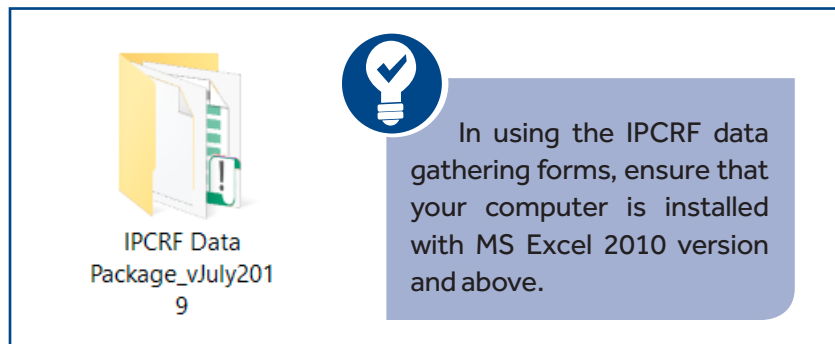 IPCRF Data
Package_vJuly201
9
In using the IPCRF data
gathering forms, ensure that
your computer is installed
with MS Excel 2010 version
and above.